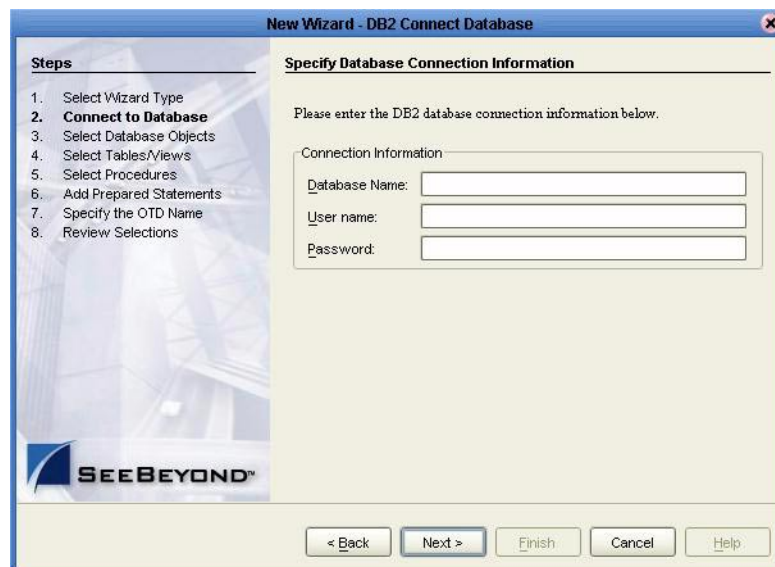 New Wizard - DB2 Connect Database
Steps
1. Select Wizard Type
2. Connect to Database
3. Select Database Objects
4. Select Tables/Views
5. Select Procedures
6. Add Prepared Statements
7. Specify the OTD Name
8. Review Selections
SEEBEYOND™
Specify Database Connection Information
Please enter the DB2 database connection information below.
Connection Information
Database Name:
User name:
Password:
< Back
Next >
Finish
Cancel
Help